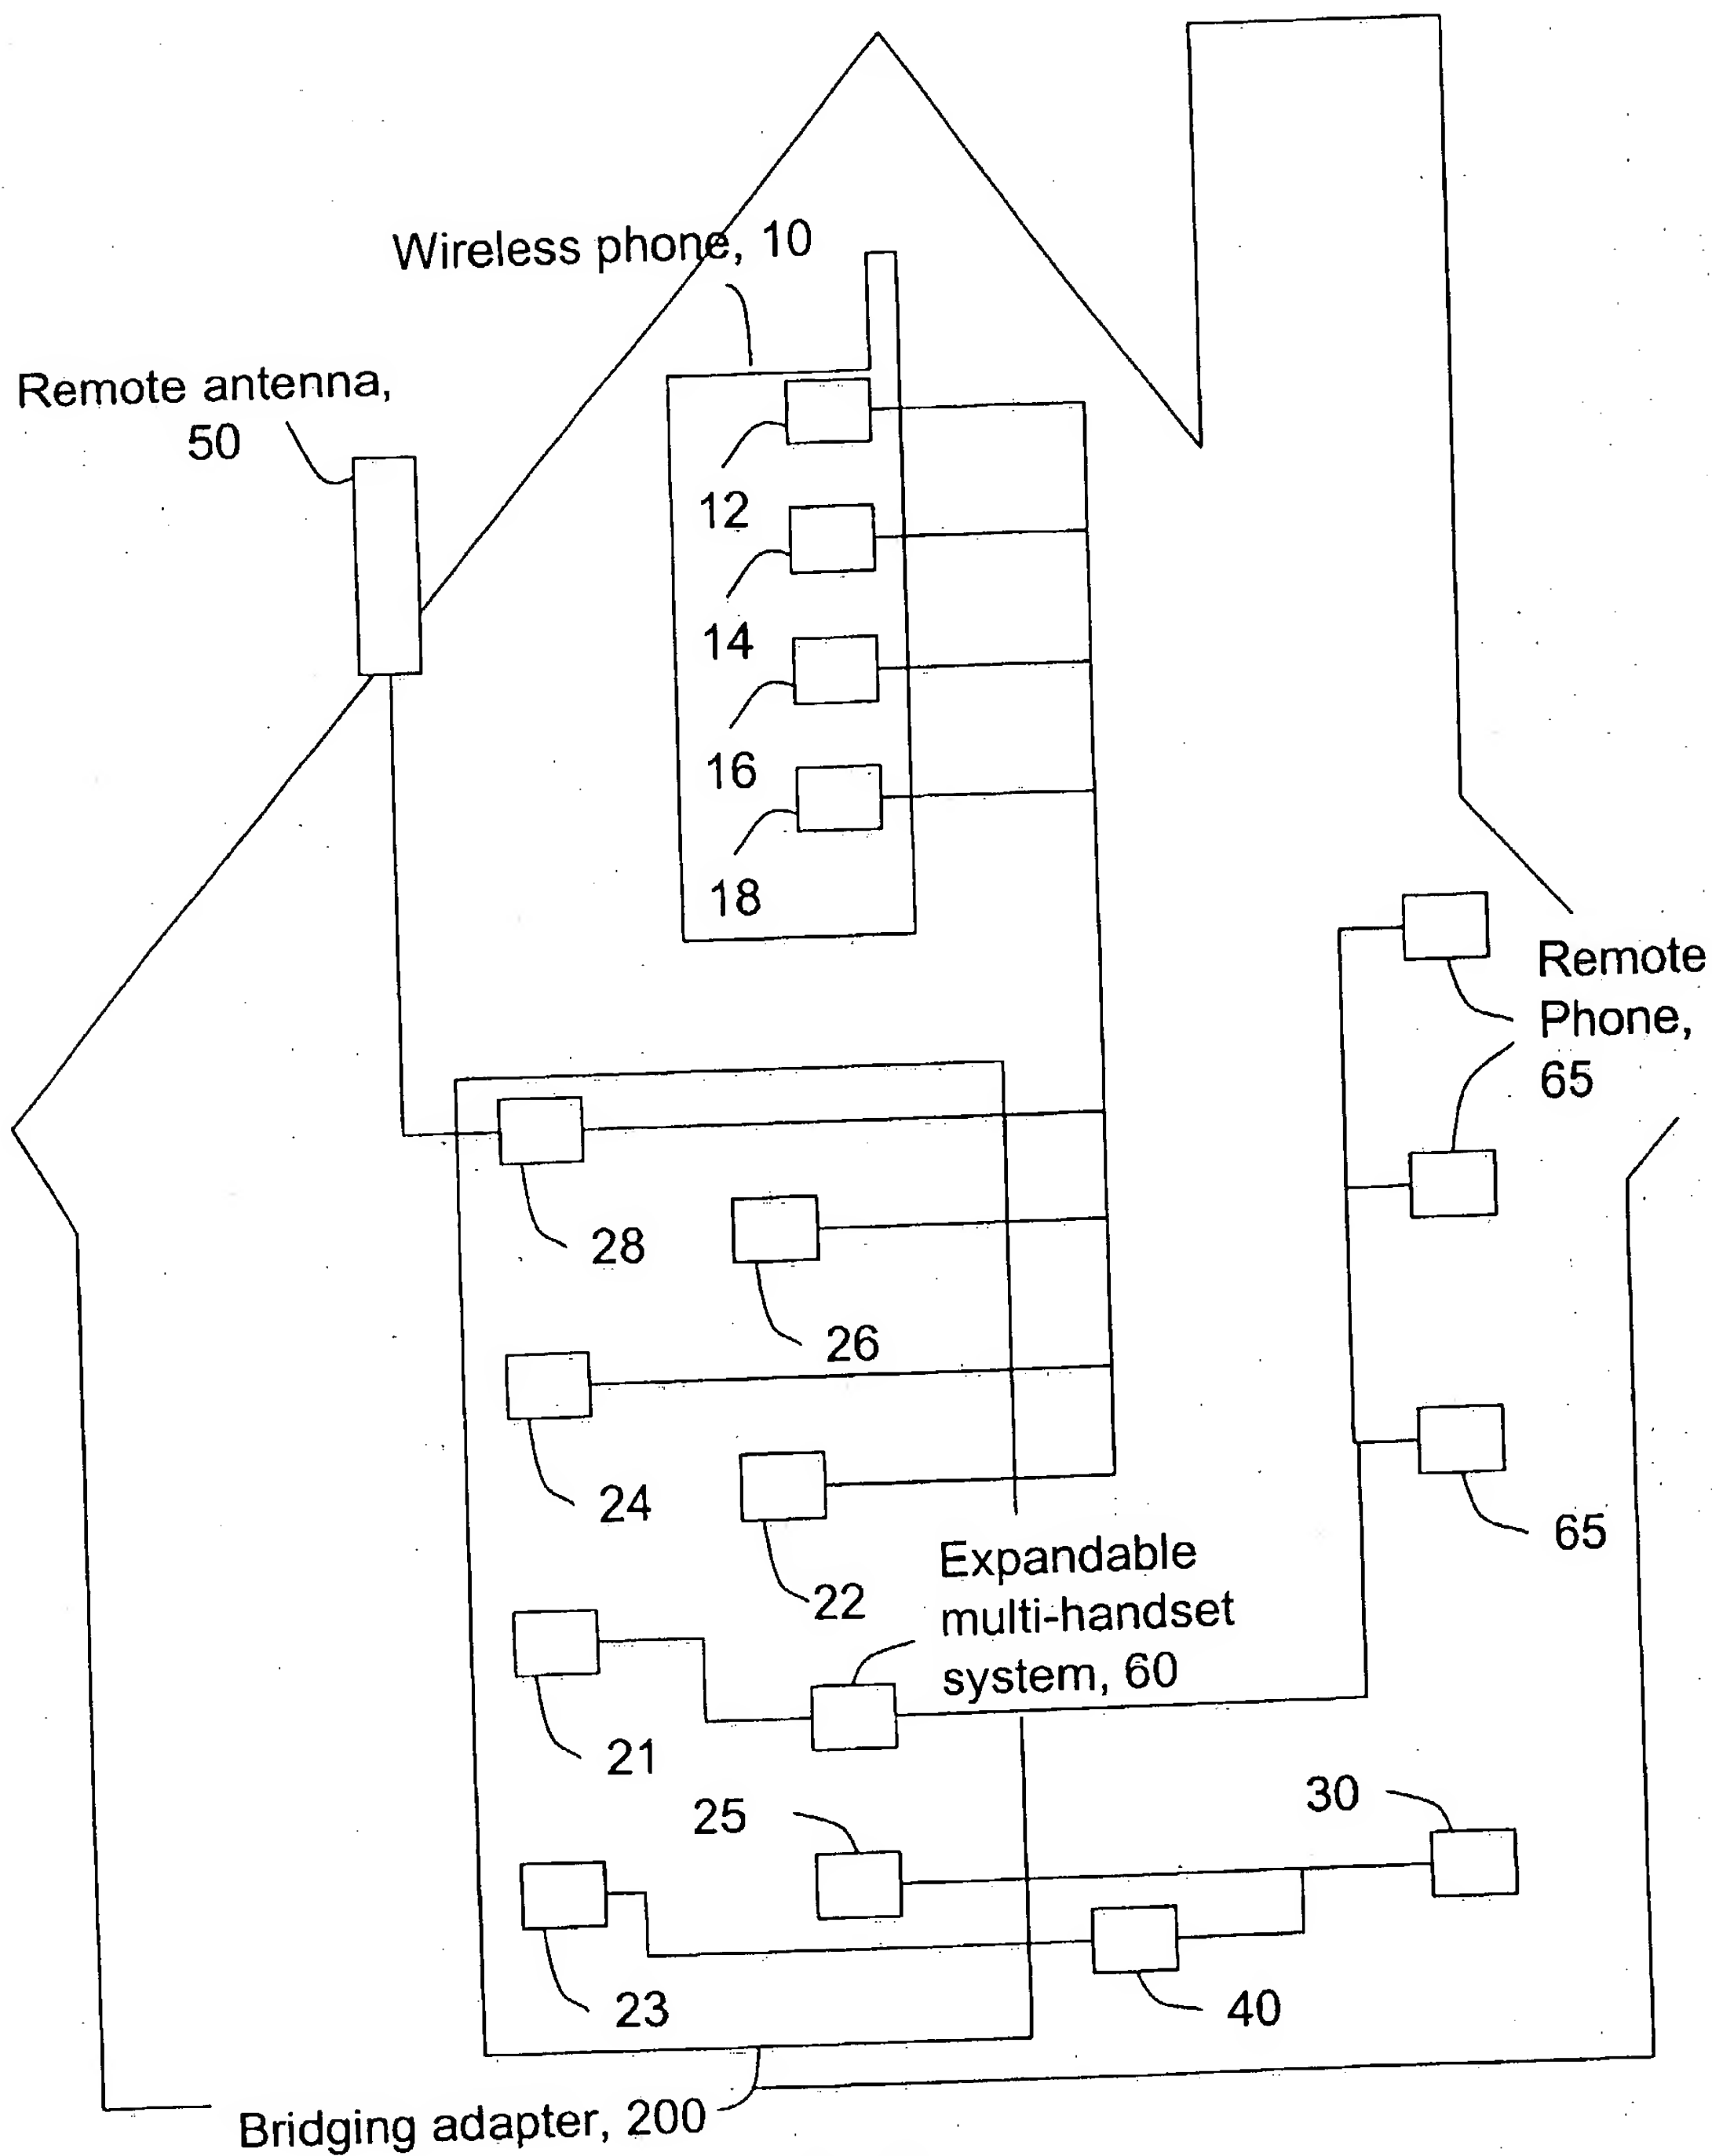 Wireless phone, 10
Remote antenna,
50
12
14
16
18
Remote
Phone,
65
28
26
24
22
65
Expandable
multi-handset
system, 60
21
25
30
23
40
Bridging adapter, 200